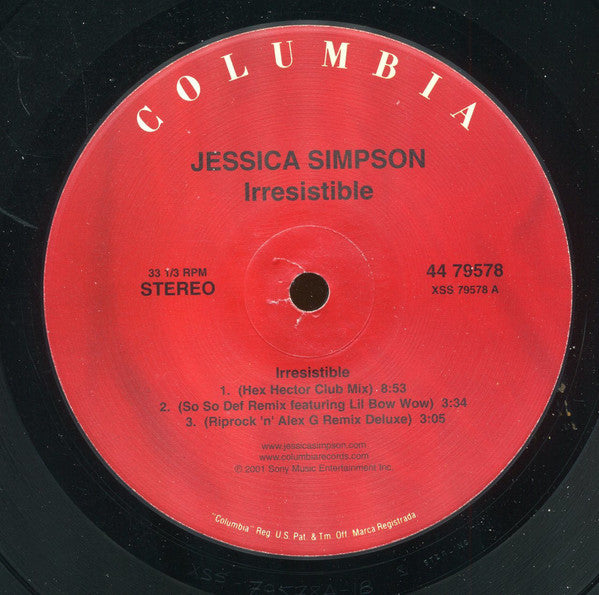 COLUMBIA
JESSICA SIMPSON
Irresistible
33 1/3 RPM
STEREO
44 79578
XSS 79578 A
Irresistible
1. (Hex Hector Club Mix) 8:53
2. (So So Def Remix featuring Lil Bow Wow) 3:34
3. (Riprock 'n' Alex G Remix Deluxe) 3:05
www.jessicasimpson.com
www.columbiarecords.com
© 2001 Sony Music Entertainment Inc.
"Columbia" Reg. U.S. Pat. & Tm. Off. Marca Registrada.